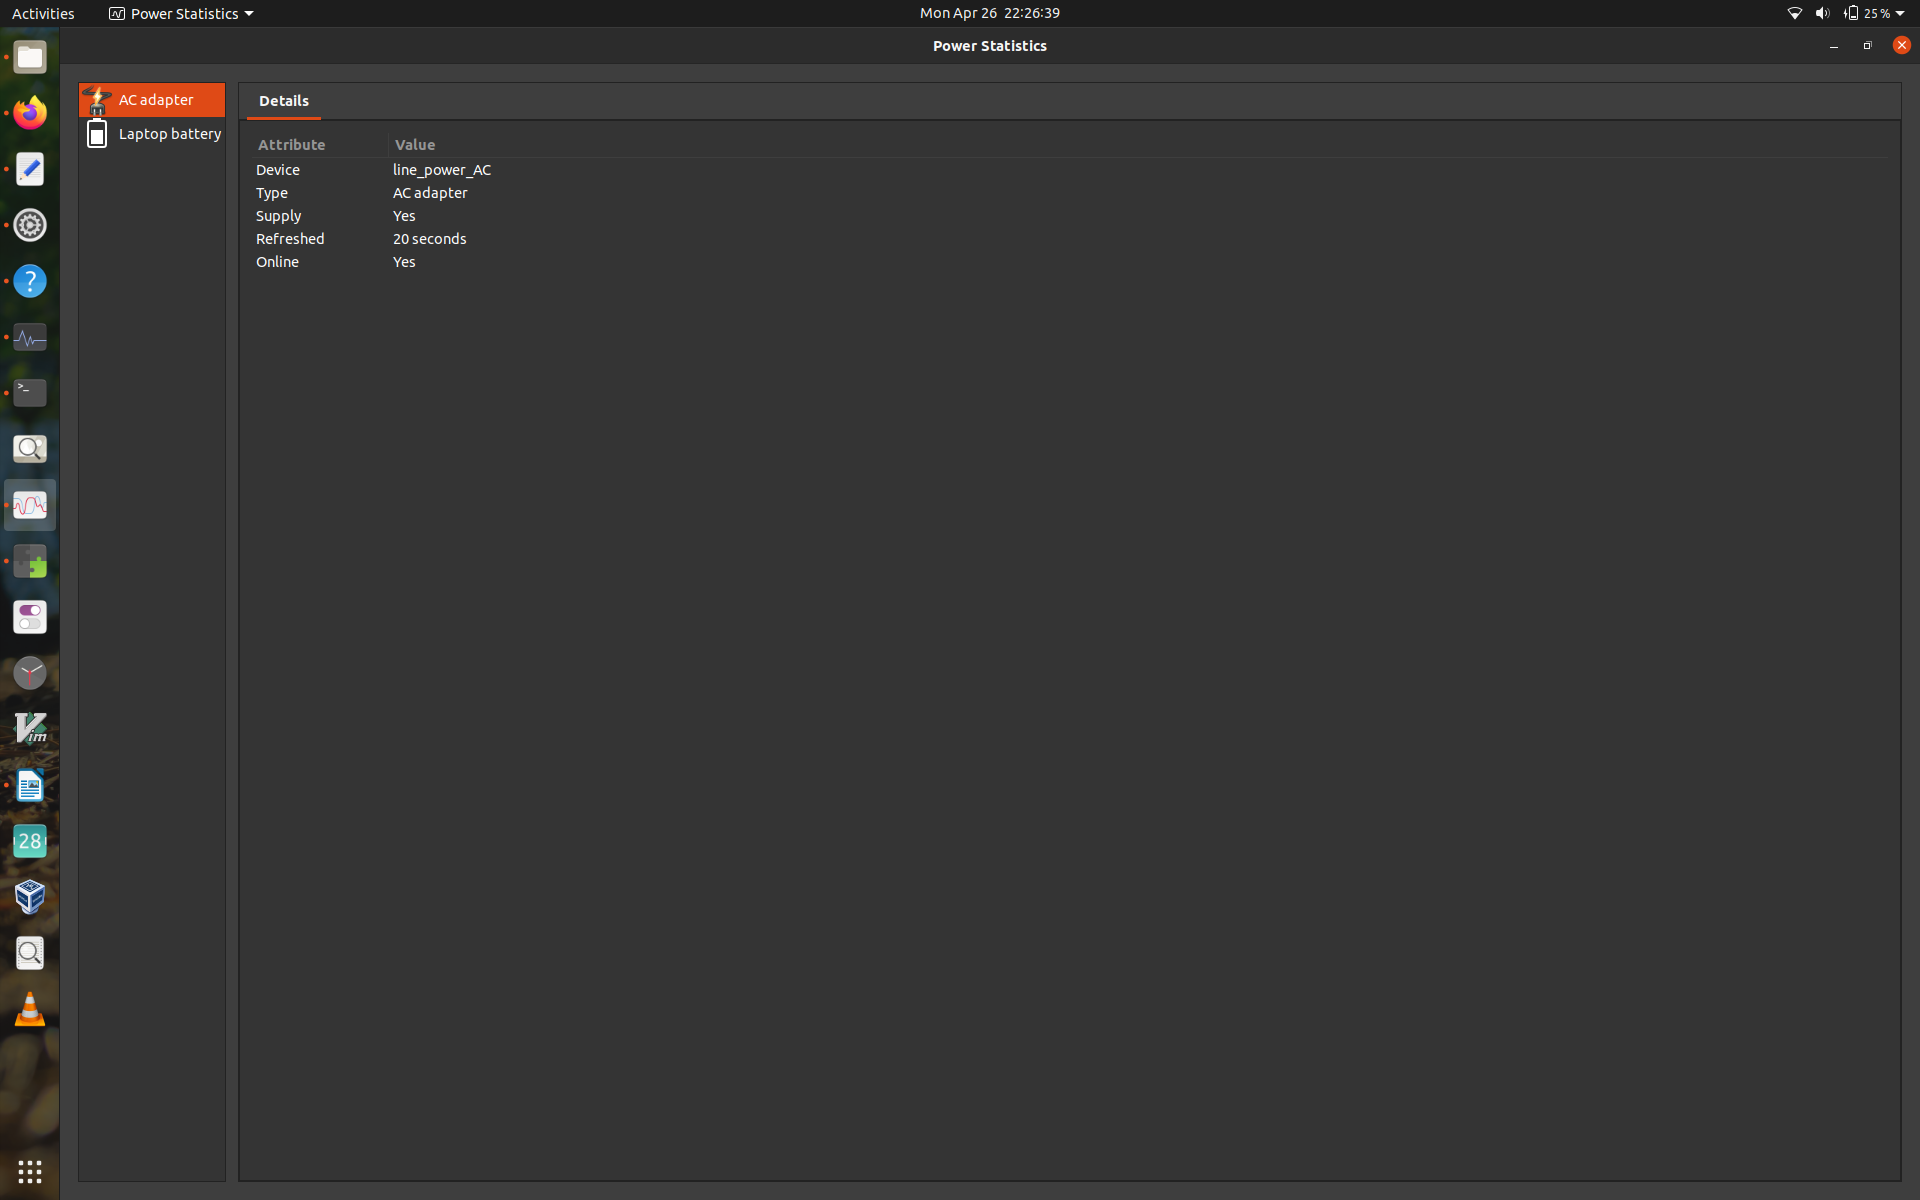 Activities Power Statistics Mon Apr 26 22:26:39 25 %
Power Statistics
AC adapter
Laptop battery
Details
Attribute Value
Device line_power_AC
Type AC adapter
Supply Yes
Refreshed 20 seconds
Online Yes
?
>_
Vim
28